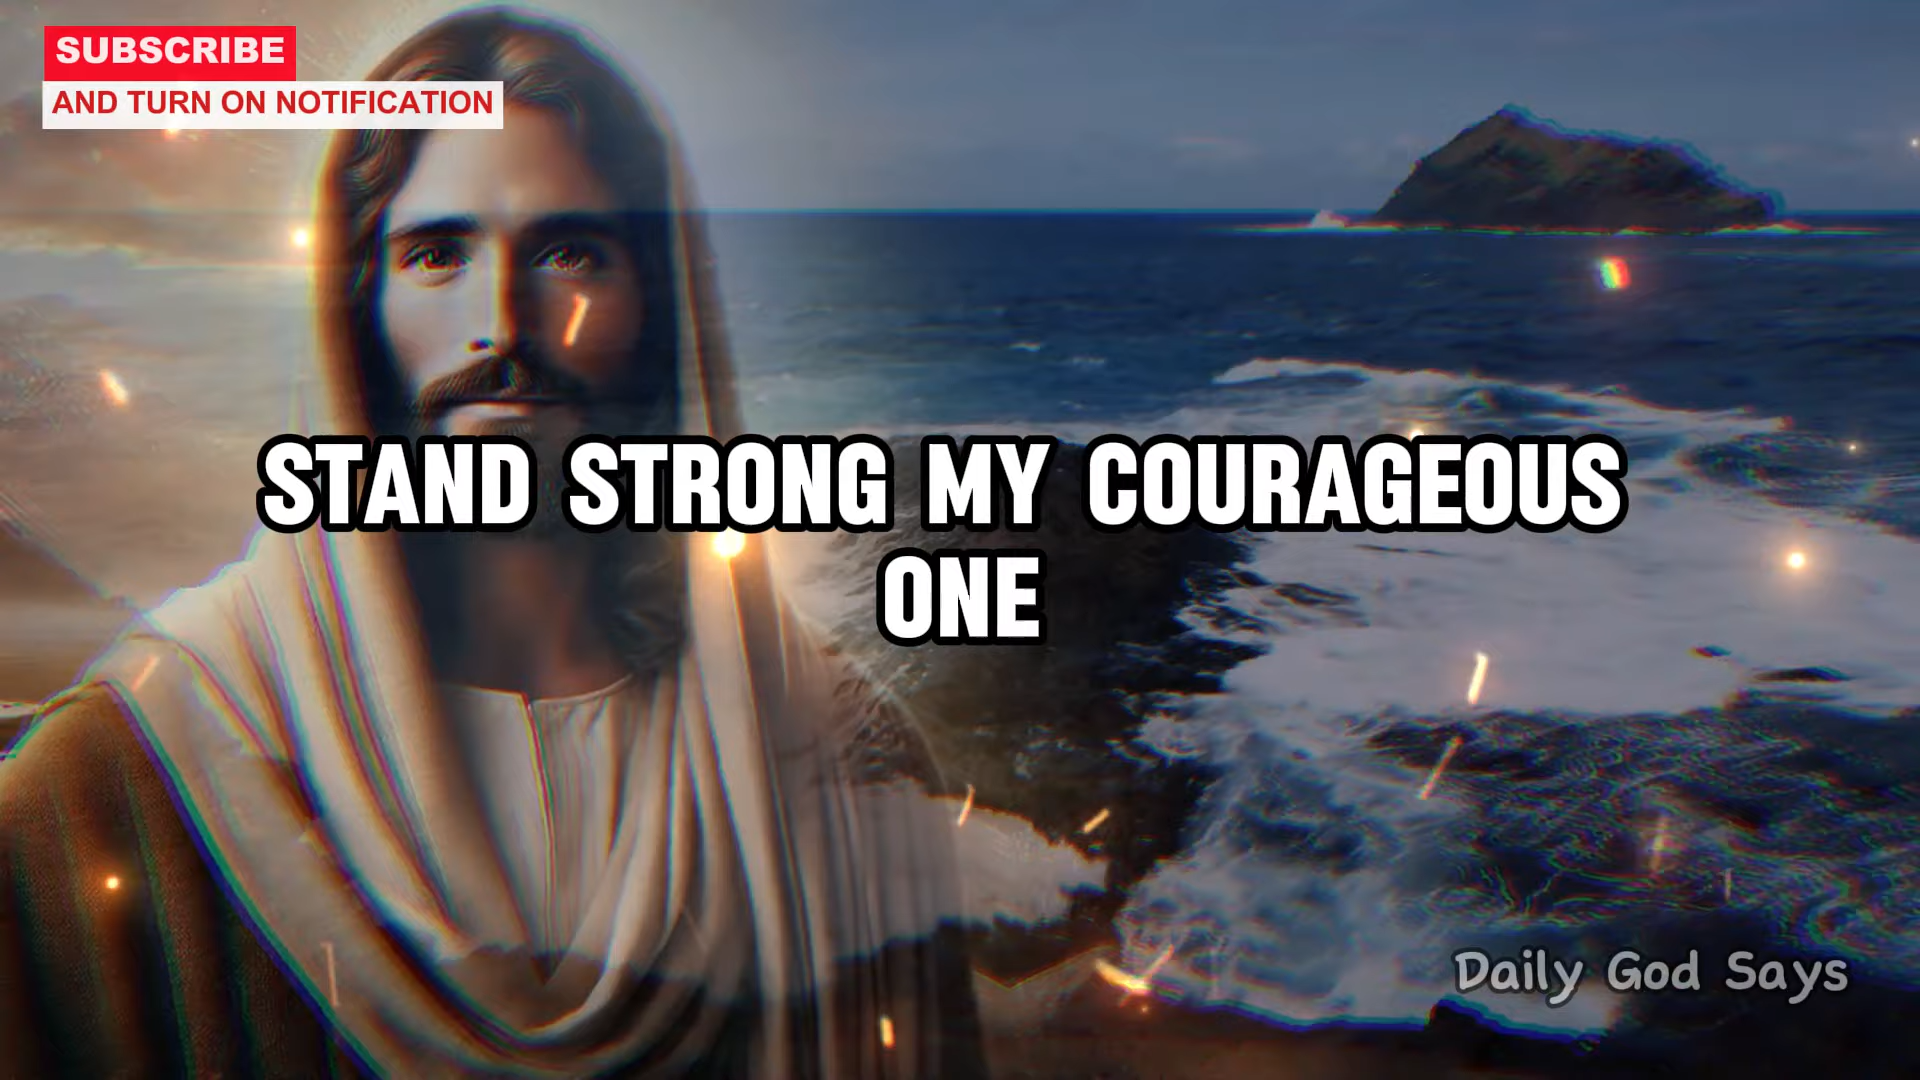 SUBSCRIBE
AND TURN ON NOTIFICATION
STAND STRONG MY COURAGEOUS
ONE
Daily God Says